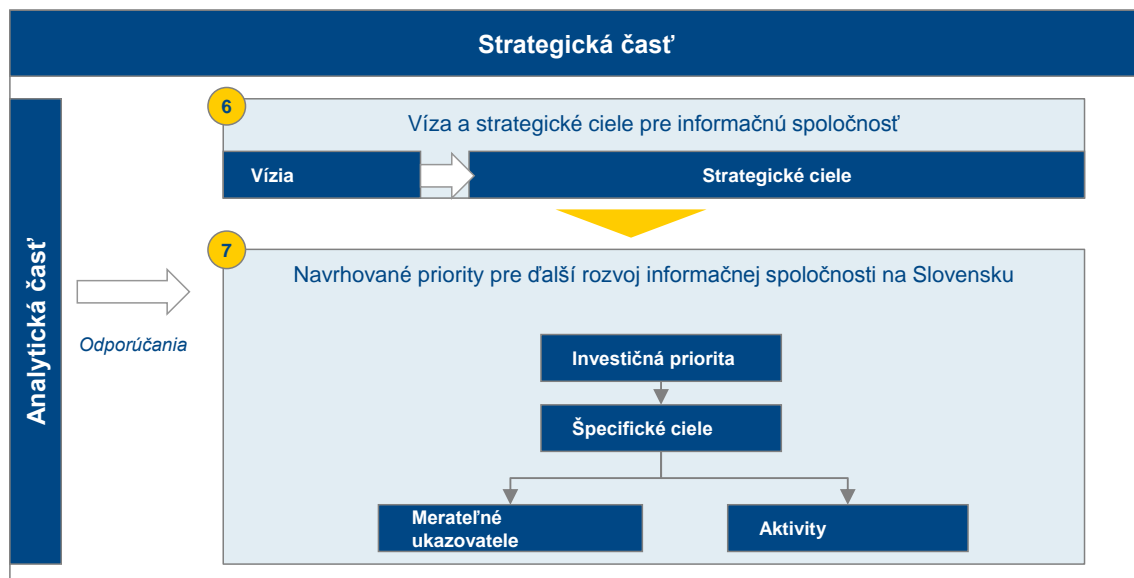 Strategická časť
Analytická časť
6
Víza a strategické ciele pre informačnú spoločnosť
Vízia
Strategické ciele
7
Navrhované priority pre ďalší rozvoj informačnej spoločnosti na Slovensku
Odporúčania
Investičná priorita
Špecifické ciele
Merateľné
ukazovatele
Aktivity